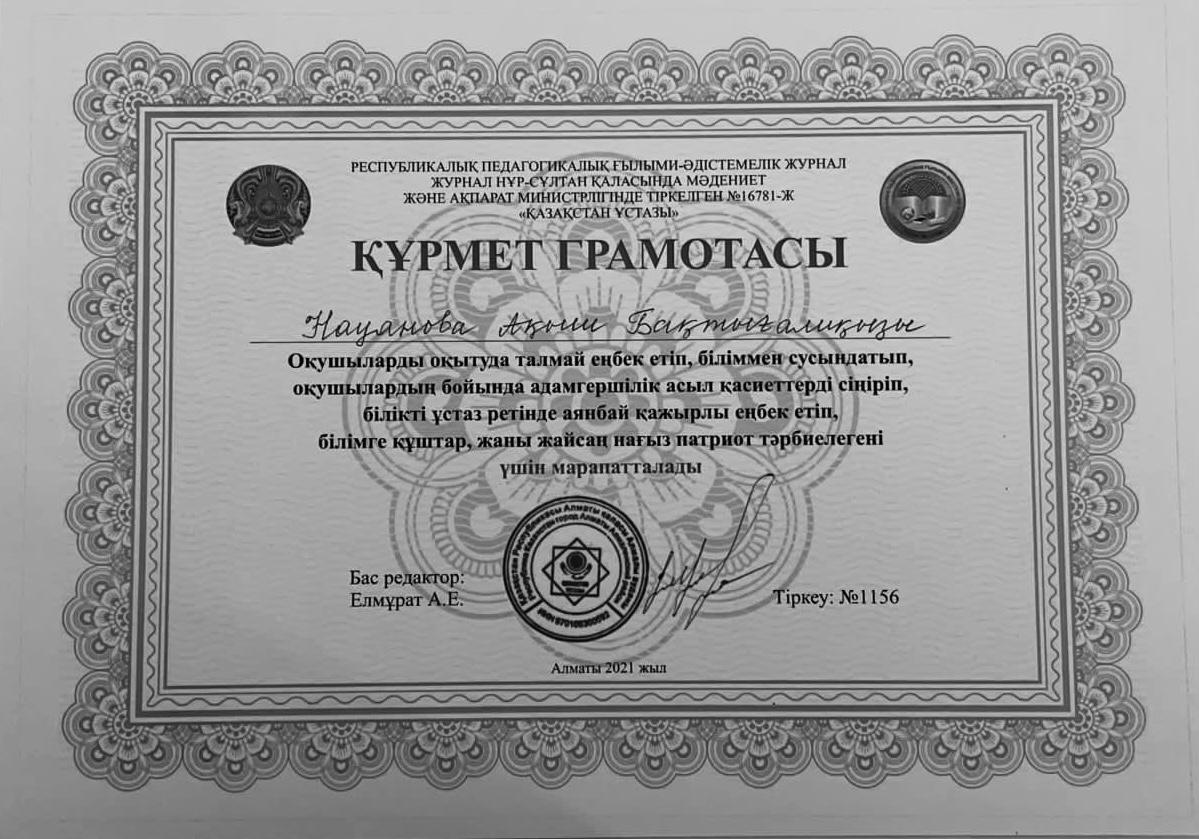 РЕСПУБЛИКАЛЫҚ ПЕДАГОГИКАЛЫҚ ҒЫЛЫМИ-ӘДІСТЕМЕЛІК ЖУРНАЛ
ЖУРНАЛ НҰР-СҰЛТАН ҚАЛАСЫНДА МӘДЕНИЕТ
ЖӘНЕ АҚПАРАТ МИНИСТРЛІГІНДЕ ТІРКЕЛГЕН №16781-Ж
«ҚАЗАҚСТАН ҰСТАЗЫ»
ҚҰРМЕТ ГРАМОТАСЫ
Бақтығалиқызы
Оқушыларды оқытуда талмай еңбек етіп, біліммен сусындатып,
оқушылардың бойында адамгершілік асыл қасиеттерді сіңіріп,
білікті ұстаз ретінде аянбай қажырлы еңбек етіп,
білімге құштар, жаны жайсаң нағыз патриот тәрбиелегені
үшін марапатталады
Бас редактор:
Елмұрат А.Е.
Тіркеу: №1156
Алматы 2021 жыл